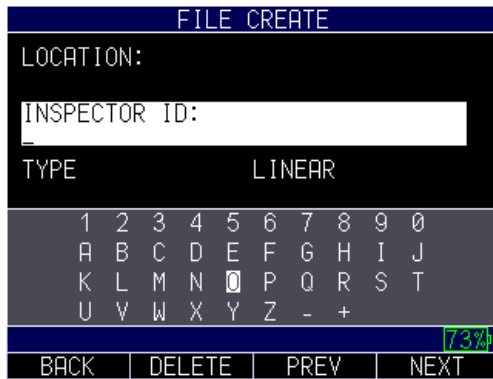 FILE CREATE
LOCATION:
INSPECTOR ID:
_
TYPE LINEAR
1 2 3 4 5 6 7 8 9 0
A B C D E F G H I J
K L M N O P Q R S T
U V W X Y Z - +
73%
BACK DELETE PREV NEXT